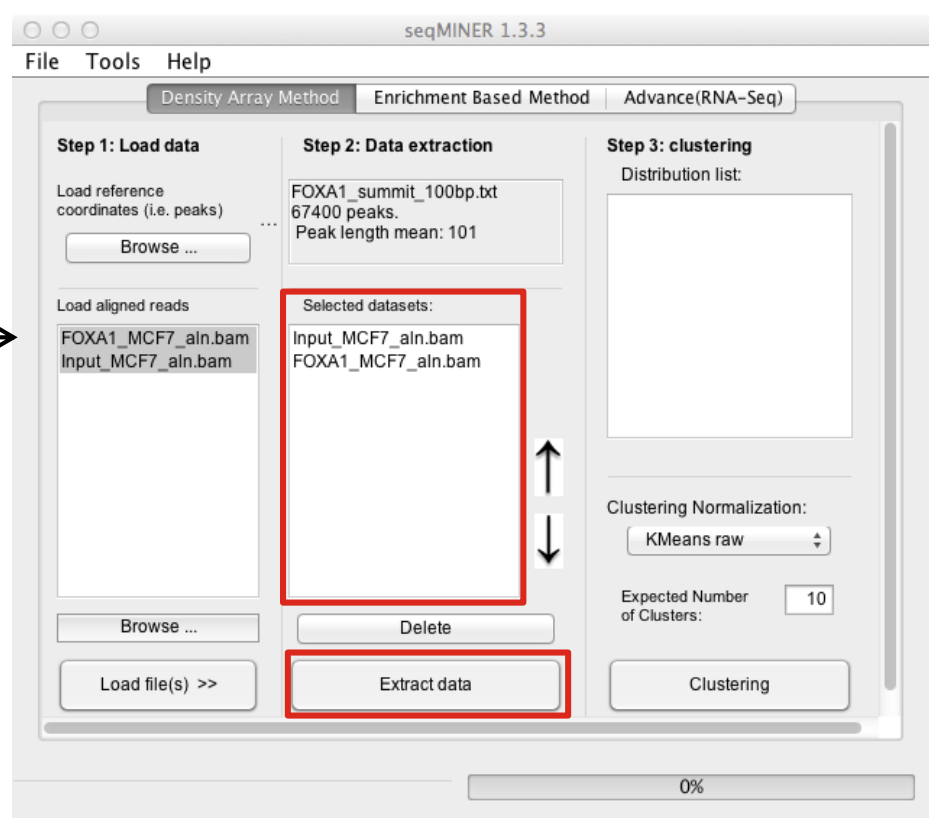 seqMINER 1.3.3
File Tools Help
Density Array Method Enrichment Based Method Advance(RNA-Seq)
Step 1: Load data
Load reference
coordinates (i.e. peaks)
...
Browse ...
Load aligned reads
FOXA1_MCF7_aln.bam
Input_MCF7_aln.bam
Browse ...
Load file(s) >>
Step 2: Data extraction
FOXA1_summit_100bp.txt
67400 peaks.
Peak length mean: 101
Selected datasets:
Input_MCF7_aln.bam
FOXA1_MCF7_aln.bam
Delete
Extract data
Step 3: clustering
Distribution list:
Clustering Normalization:
KMeans raw
Expected Number
of Clusters:
10
Clustering
0%